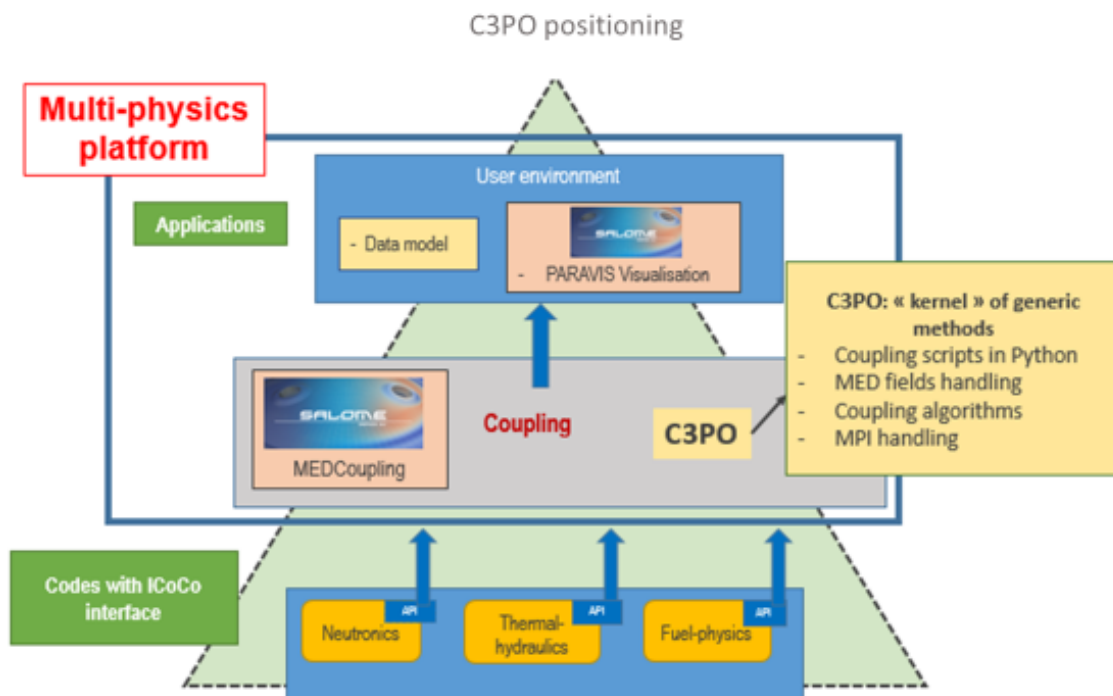 C3PO positioning
Multi-physics
platform
User environment
Applications
- Data model
SALOME
- PARAVIS Visualisation
C3PO: « kernel » of generic
methods
- Coupling scripts in Python
- MED fields handling
- Coupling algorithms
- MPI handling
SALOME
MEDCoupling
Coupling
C3PO
Codes with ICoCo
interface
API
Neutronics
API
Thermal-
hydraulics
API
Fuel-physics